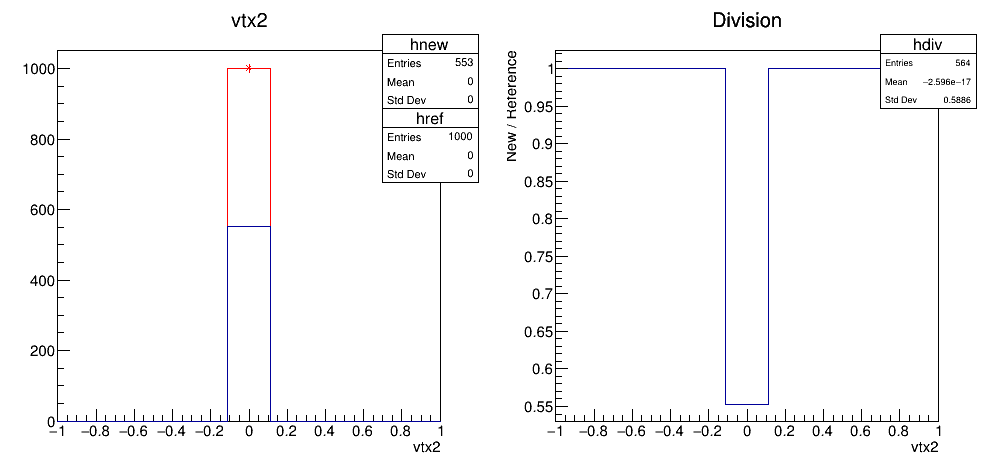 vtx2
hnew
Entries 553
Mean 0
Std Dev 0
href
Entries 1000
Mean 0
Std Dev 0
1000
800
600
400
200
0
−1 −0.8 −0.6 −0.4 −0.2 0 0.2 0.4 0.6 0.8 1
vtx2
Division
hdiv
Entries 564
Mean −2.596e−17
Std Dev 0.5886
New / Reference
1
0.95
0.9
0.85
0.8
0.75
0.7
0.65
0.6
0.55
−1 −0.8 −0.6 −0.4 −0.2 0 0.2 0.4 0.6 0.8 1
vtx2